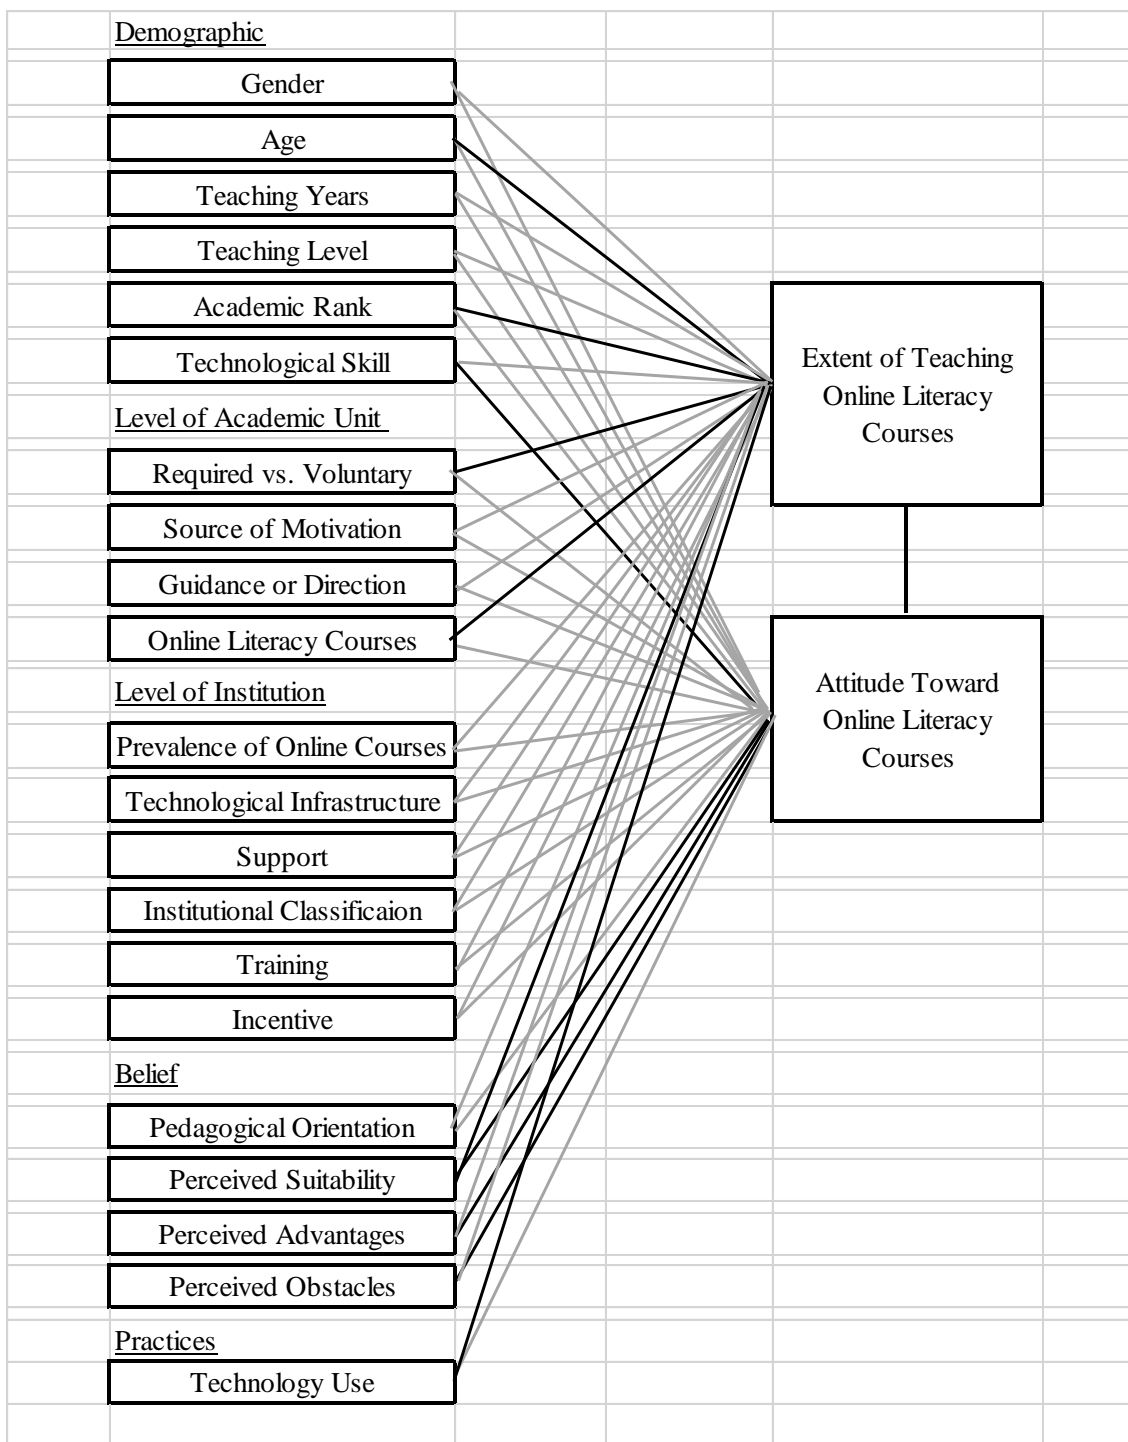 Demographic
Gender
Age
Teaching Years
Teaching Level
Academic Rank
Technological Skill
Level of Academic Unit
Required vs. Voluntary
Source of Motivation
Guidance or Direction
Online Literacy Courses
Level of Institution
Prevalence of Online Courses
Technological Infrastructure
Support
Institutional Classificaion
Training
Incentive
Belief
Pedagogical Orientation
Perceived Suitability
Perceived Advantages
Perceived Obstacles
Practices
Technology Use
Extent of Teaching
Online Literacy
Courses
Attitude Toward
Online Literacy
Courses